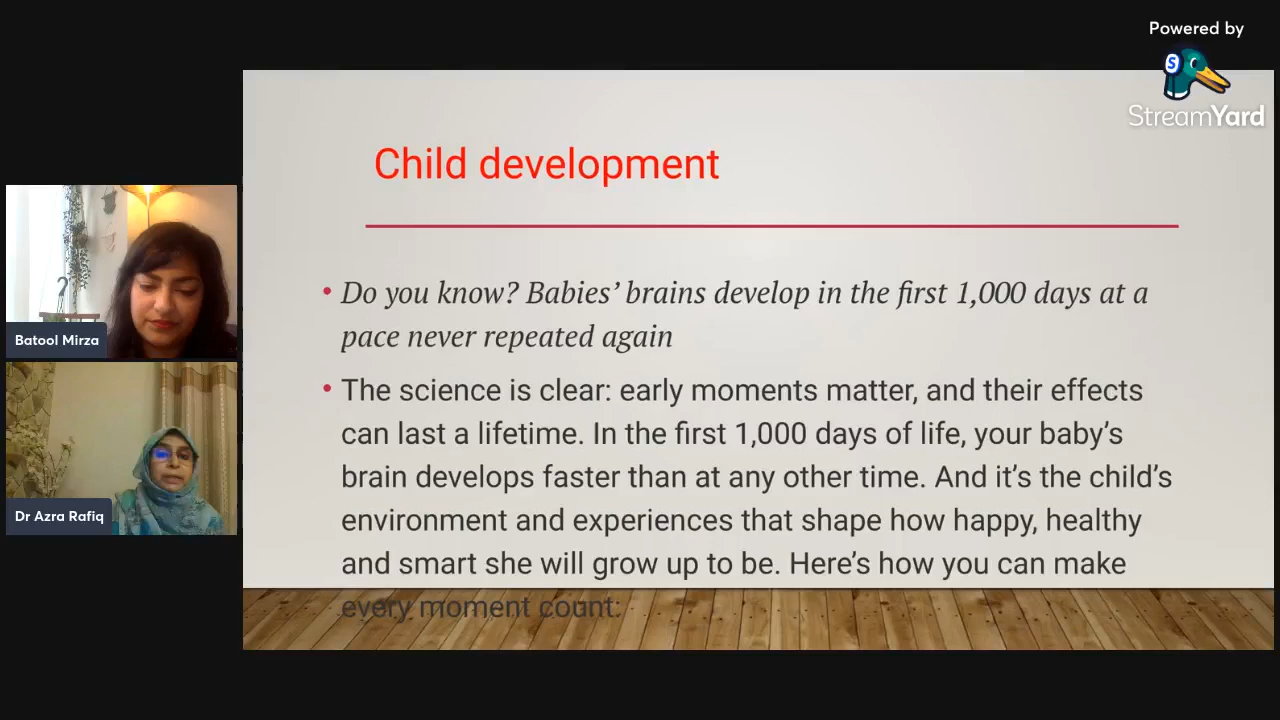 Powered by
StreamYard
Child development
Do you know? Babies’ brains develop in the first 1,000 days at a
pace never repeated again
The science is clear: early moments matter, and their effects
can last a lifetime. In the first 1,000 days of life, your baby’s
brain develops faster than at any other time. And it’s the child’s
environment and experiences that shape how happy, healthy
and smart she will grow up to be. Here’s how you can make
every moment count:
Batool Mirza
Dr Azra Rafiq